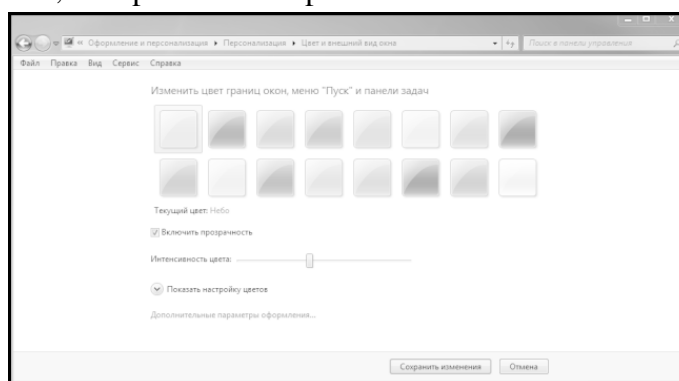 « Оформление и персонализация ▸ Персонализация ▸ Цвет и внешний вид окна
Поиск в панели управления
Файл Правка Вид Сервис Справка
Изменить цвет границ окон, меню "Пуск" и панели задач
Текущий цвет: Небо
Включить прозрачность
Интенсивность цвета:
Показать настройку цветов
Дополнительные параметры оформления...
Сохранить изменения Отмена